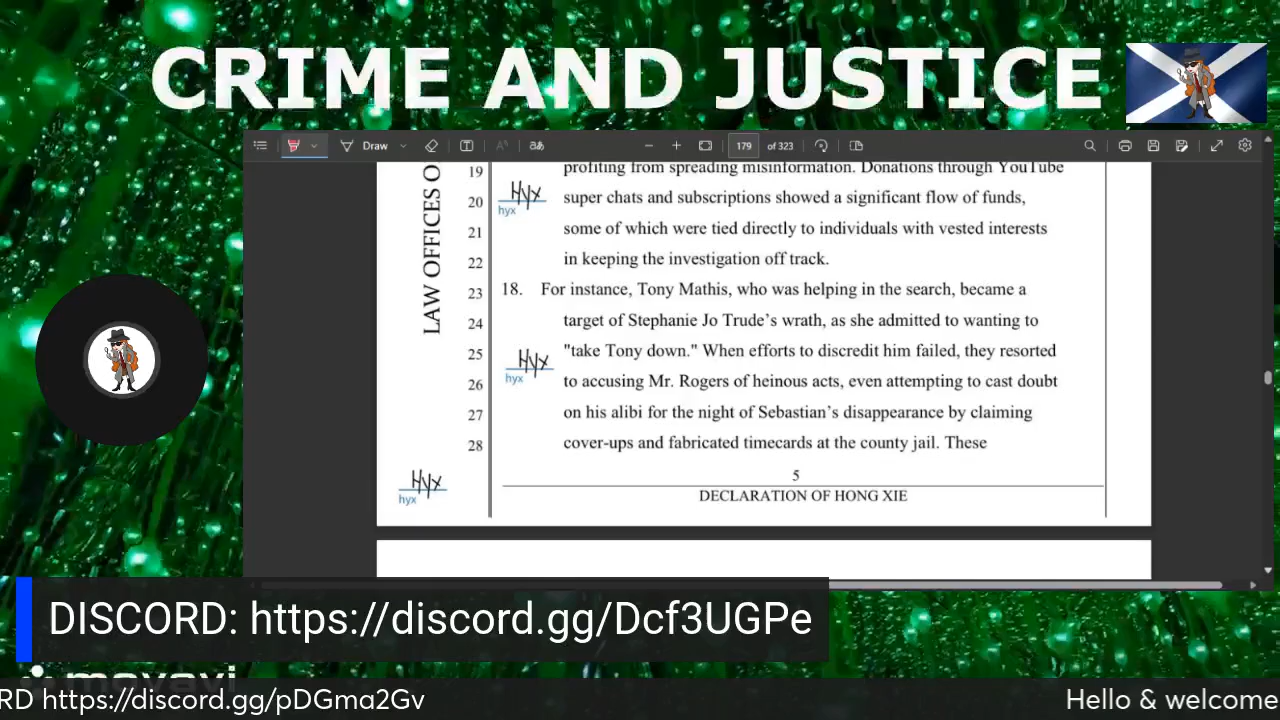 CRIME AND JUSTICE
Draw
179 of 323
LAW OFFICES O
19 profiting from spreading misinformation. Donations through YouTube
20 super chats and subscriptions showed a significant flow of funds,
Hyx
hyx
21 some of which were tied directly to individuals with vested interests
22 in keeping the investigation off track.
23 18. For instance, Tony Mathis, who was helping in the search, became a
24 target of Stephanie Jo Trude’s wrath, as she admitted to wanting to
25 "take Tony down." When efforts to discredit him failed, they resorted
Hyx
hyx
26 to accusing Mr. Rogers of heinous acts, even attempting to cast doubt
27 on his alibi for the night of Sebastian’s disappearance by claiming
28 cover-ups and fabricated timecards at the county jail. These
Hyx
hyx
5
DECLARATION OF HONG XIE
DISCORD: https://discord.gg/Dcf3UGPe
movavi
RD https://discord.gg/pDGma2Gv
Hello & welcome